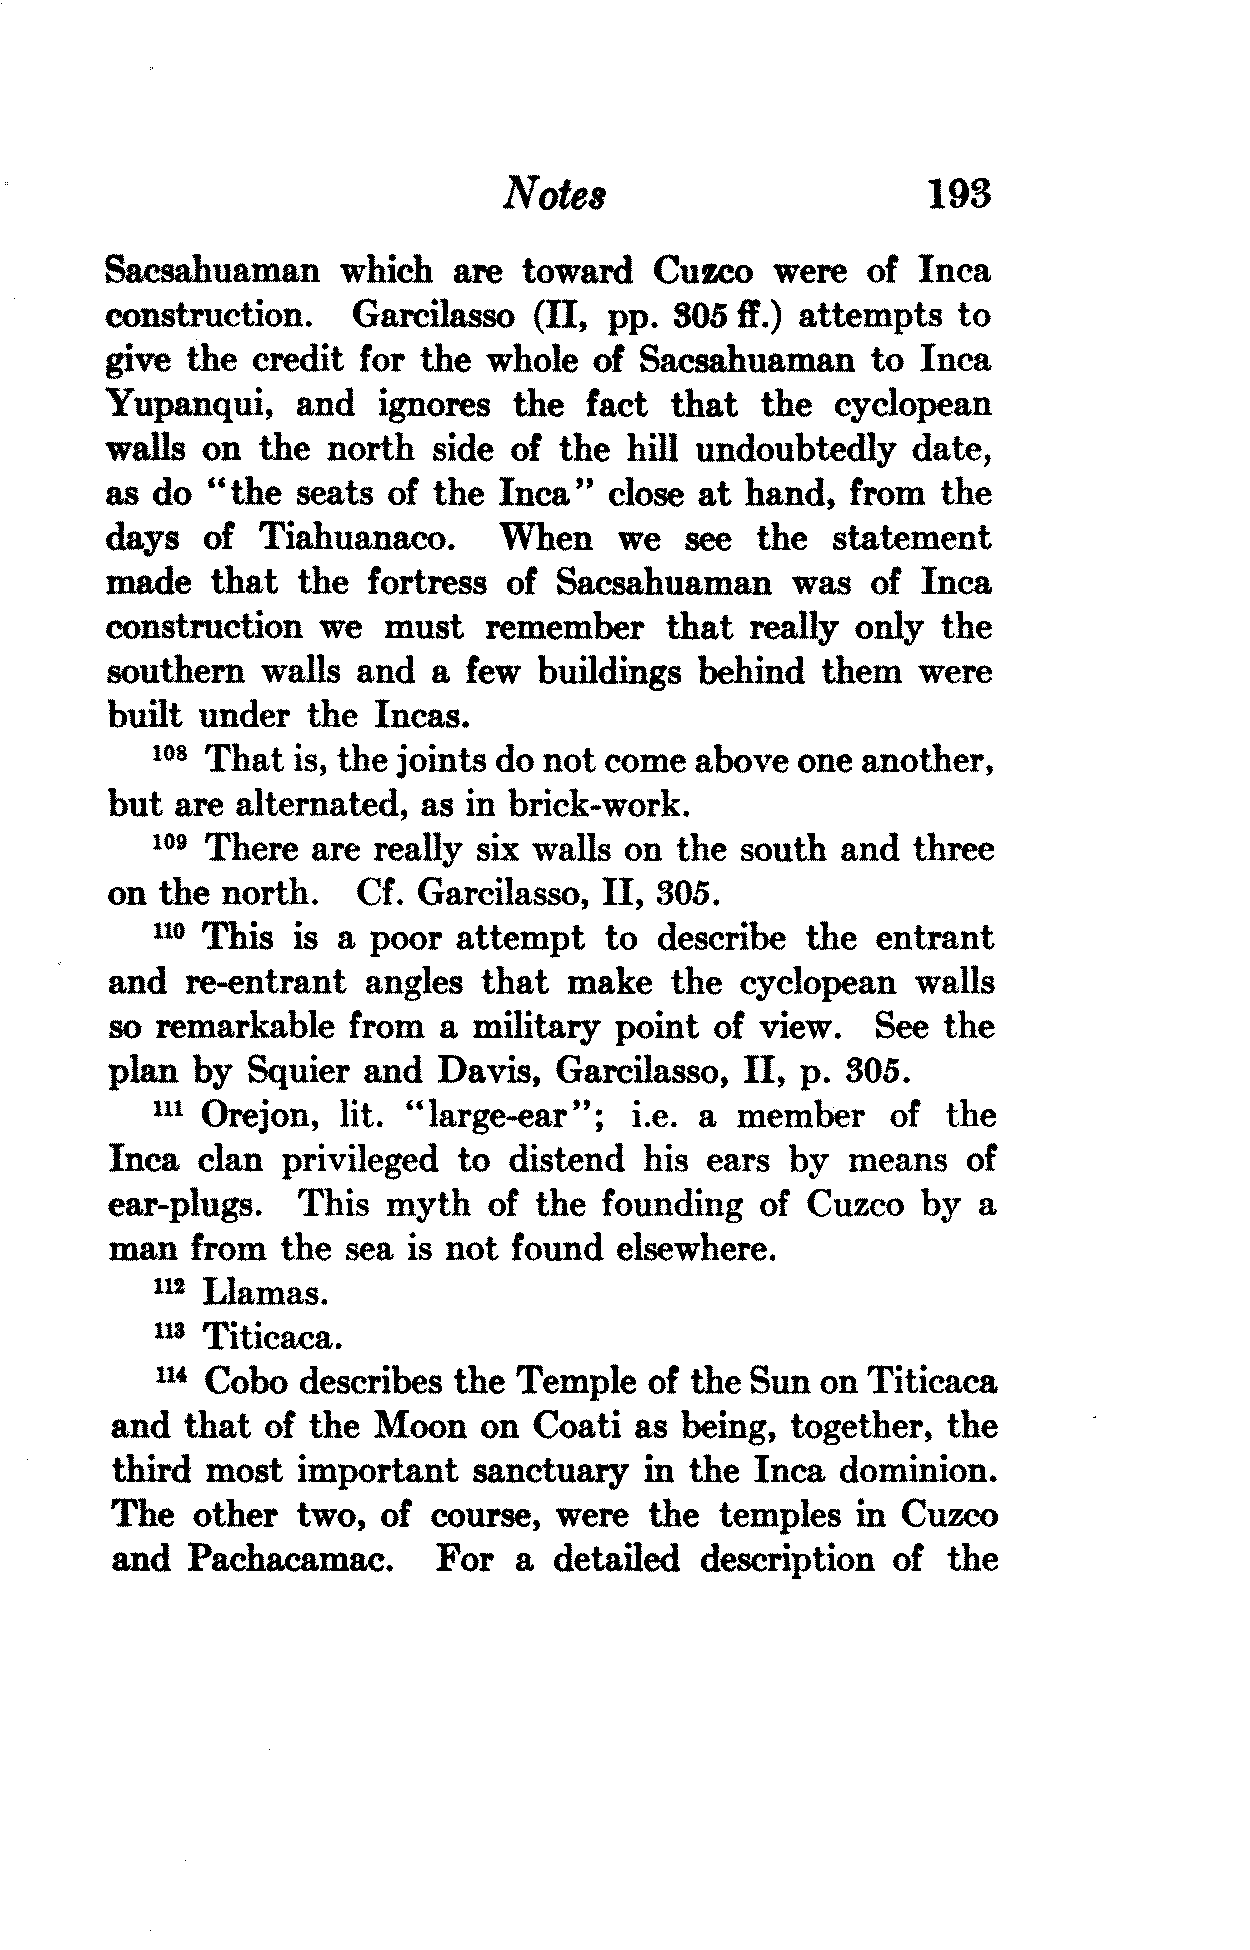 Notes 193
Sacsahuaman which are toward Cuzco were of Inca
construction. Garcilasso (II, pp. 305 ff.) attempts to
give the credit for the whole of Sacsahuaman to Inca
Yupanqui, and ignores the fact that the cyclopean
walls on the north side of the hill undoubtedly date,
as do "the seats of the Inca" close at hand, from the
days of Tiahuanaco. When we see the statement
made that the fortress of Sacsahuaman was of Inca
construction we must remember that really only the
southern walls and a few buildings behind them were
built under the Incas.
¹⁰⁸ That is, the joints do not come above one another,
but are alternated, as in brick-work.
¹⁰⁹ There are really six walls on the south and three
on the north. Cf. Garcilasso, II, 305.
¹¹⁰ This is a poor attempt to describe the entrant
and re-entrant angles that make the cyclopean walls
so remarkable from a military point of view. See the
plan by Squier and Davis, Garcilasso, II, p. 305.
¹¹¹ Orejon, lit. "large-ear"; i.e. a member of the
Inca clan privileged to distend his ears by means of
ear-plugs. This myth of the founding of Cuzco by a
man from the sea is not found elsewhere.
¹¹² Llamas.
¹¹³ Titicaca.
¹¹⁴ Cobo describes the Temple of the Sun on Titicaca
and that of the Moon on Coati as being, together, the
third most important sanctuary in the Inca dominion.
The other two, of course, were the temples in Cuzco
and Pachacamac. For a detailed description of the